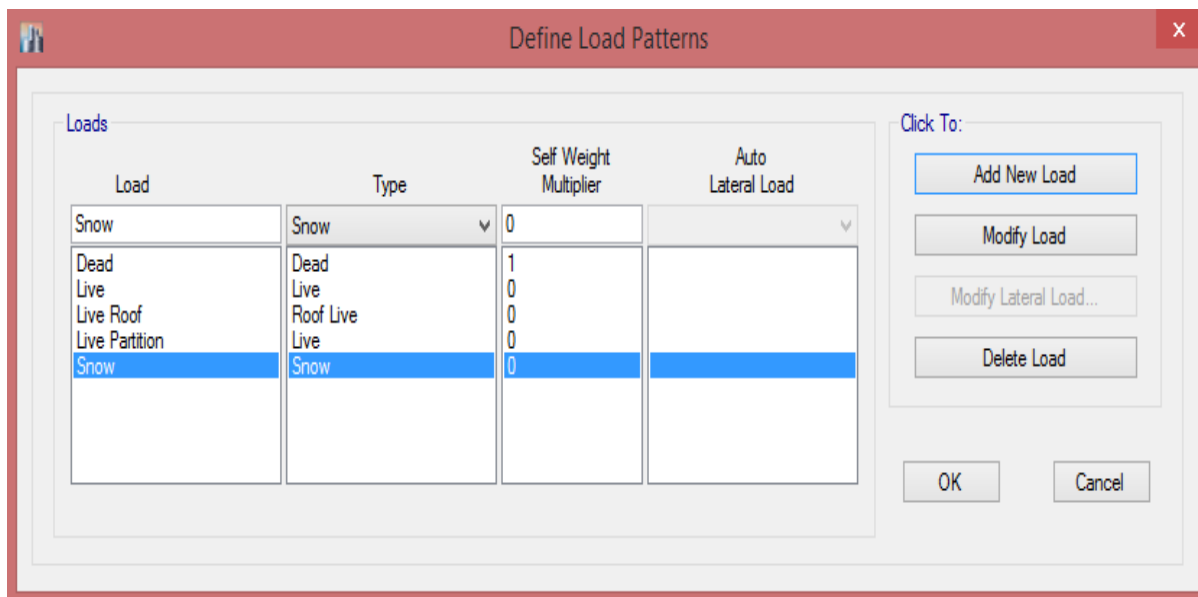 Define Load Patterns
x
Loads
Click To:
Load Type Self Weight Multiplier Auto Lateral Load
Snow Snow 0
Dead Dead 1
Live Live 0
Live Roof Roof Live 0
Live Partition Live 0
Snow Snow 0
Add New Load
Modify Load
Modify Lateral Load...
Delete Load
OK Cancel